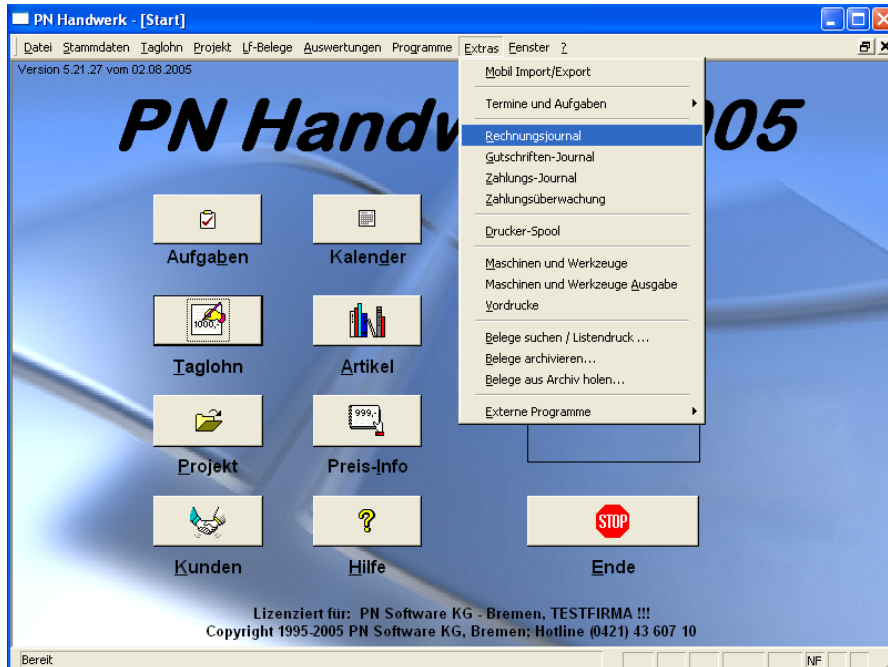 PN Handwerk - [Start]
Datei Stammdaten Taglohn Projekt Lf-Belege Auswertungen Programme Extras Fenster ?
Version 5.21.27 vom 02.08.2005
Mobil Import/Export
Termine und Aufgaben
PN Handw 05
Rechnungsjournal
Gutschriften-Journal
Zahlungs-Journal
Zahlungsüberwachung
Drucker-Spool
Maschinen und Werkzeuge
Maschinen und Werkzeuge Ausgabe
Vordrucke
Belege suchen / Listendruck ...
Belege archivieren...
Belege aus Archiv holen...
Externe Programme
Aufgaben Kalender
1000,-
Taglohn Artikel
999,-
Projekt Preis-Info
STOP
Kunden Hilfe Ende
Lizenziert für: PN Software KG - Bremen, TESTFIRMA !!!
Copyright 1995-2005 PN Software KG, Bremen; Hotline (0421) 43 607 10
Bereit NF